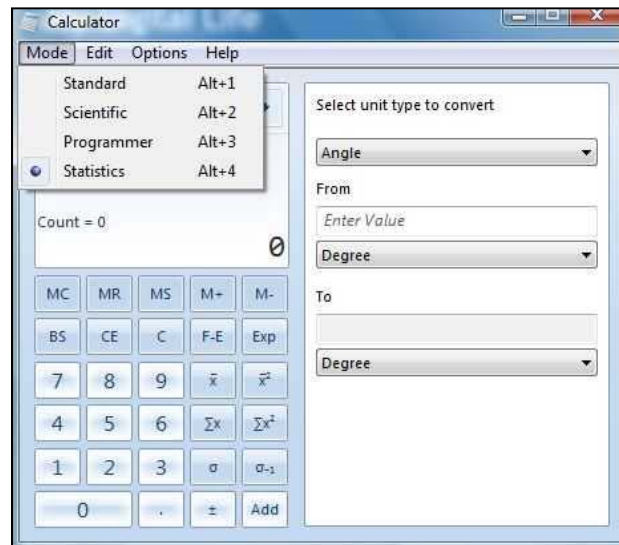 Calculator
Mode Edit Options Help
Standard Alt+1
Scientific Alt+2
Programmer Alt+3
Statistics Alt+4
Count = 0
0
MC MR MS M+ M-
BS CE C F-E Exp
7 8 9 x̄ x̄²
4 5 6 Σx Σx²
1 2 3 σ σ-1
0 . ± Add
Select unit type to convert
Angle
From
Enter Value
Degree
To
Degree